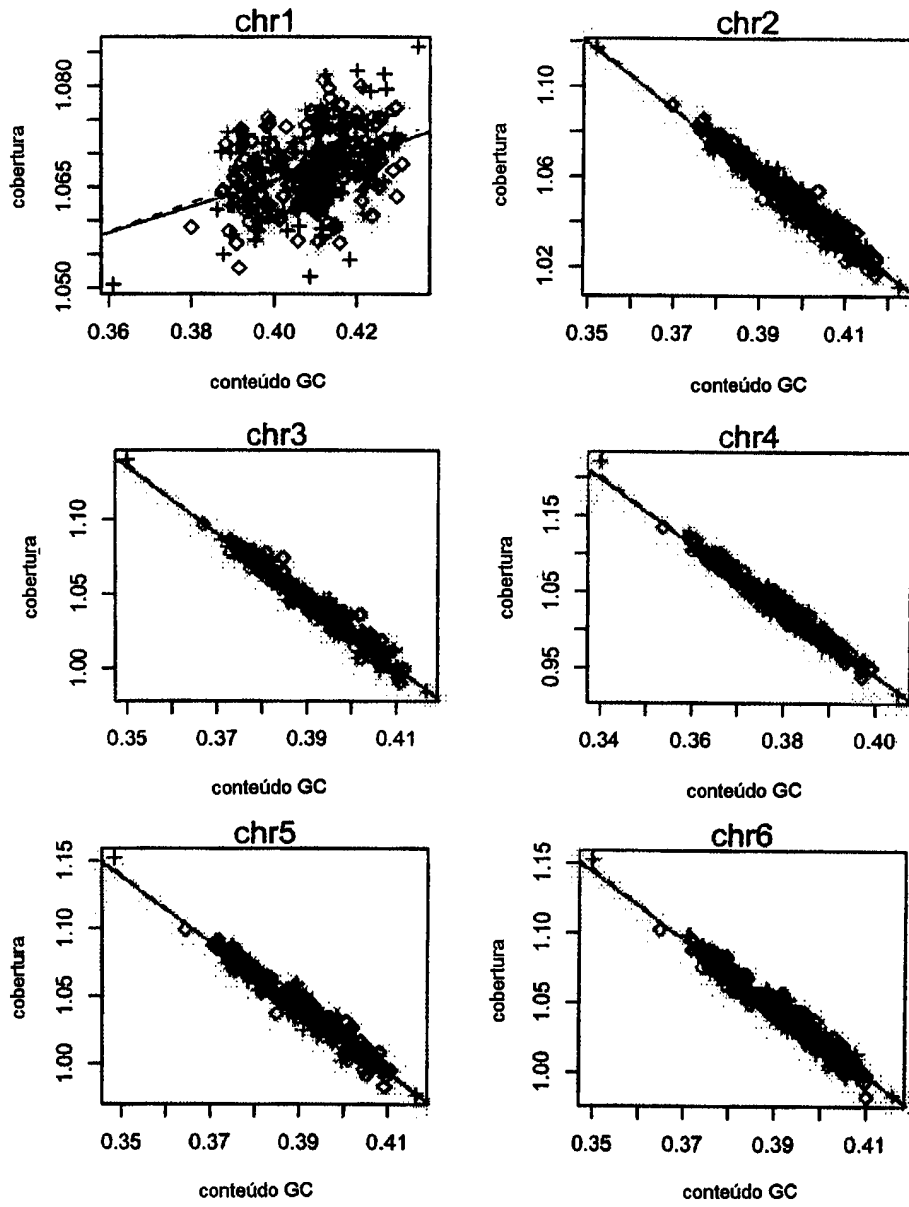 chr1
cobertura
1.080
1.065
1.050
0.36 0.38 0.40 0.42
conteúdo GC
chr2
cobertura
1.10
1.06
1.02
0.35 0.37 0.39 0.41
conteúdo GC
chr3
cobertura
1.10
1.05
1.00
0.35 0.37 0.39 0.41
conteúdo GC
chr4
cobertura
1.15
1.05
0.95
0.34 0.36 0.38 0.40
conteúdo GC
chr5
cobertura
1.15
1.10
1.05
1.00
0.35 0.37 0.39 0.41
conteúdo GC
chr6
cobertura
1.15
1.10
1.05
1.00
0.35 0.37 0.39 0.41
conteúdo GC